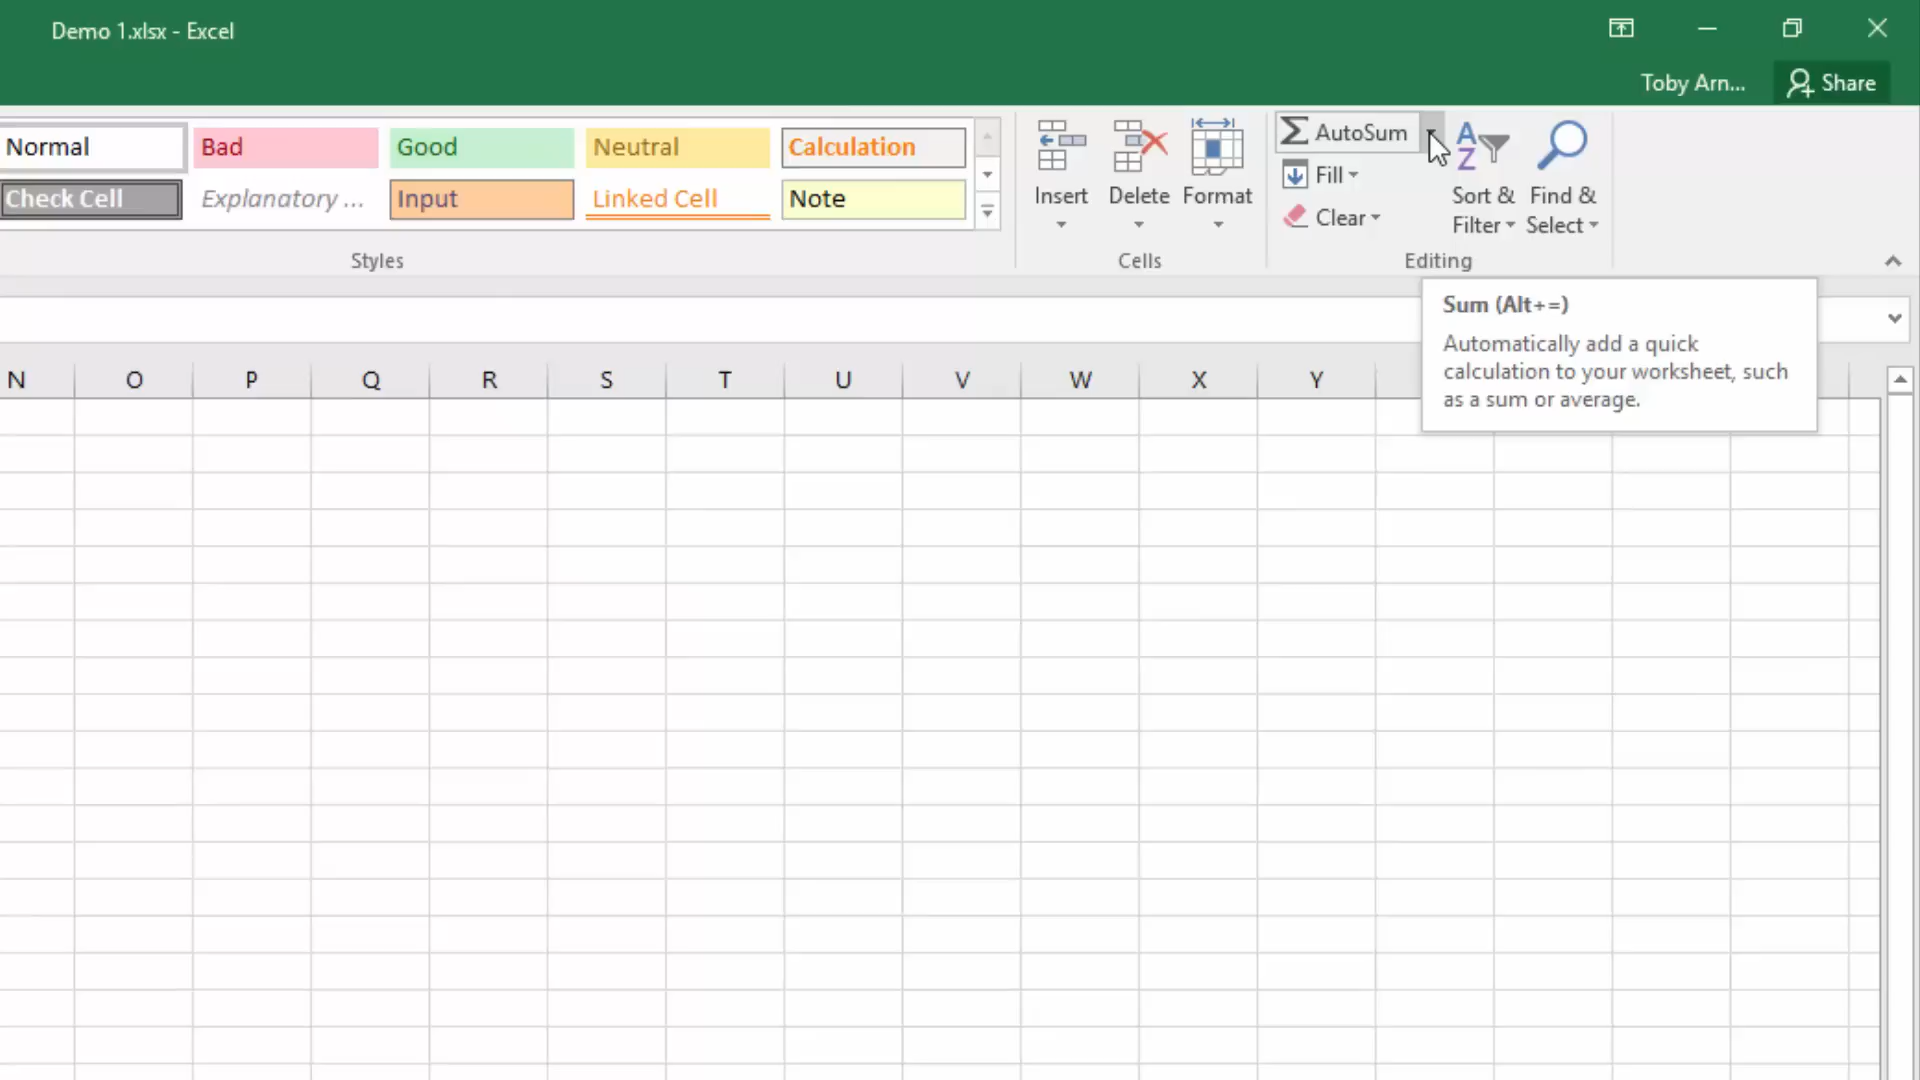 Demo 1.xlsx - Excel
Toby Arn... Share
Normal Bad Good Neutral Calculation
Check Cell Explanatory ... Input Linked Cell Note
Styles
Insert Delete Format
Cells
AutoSum
Fill
Clear
Sort & Filter
Find & Select
Editing
Sum (Alt+=)
Automatically add a quick
calculation to your worksheet, such
as a sum or average.
N O P Q R S T U V W X Y